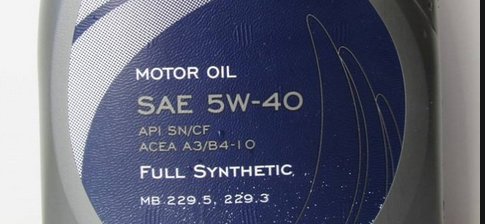 MOTOR OIL
SAE 5W-40
API SN/CF
ACEA A3/B4-10
FULL SYNTHETIC
MB 229.5, 229.3